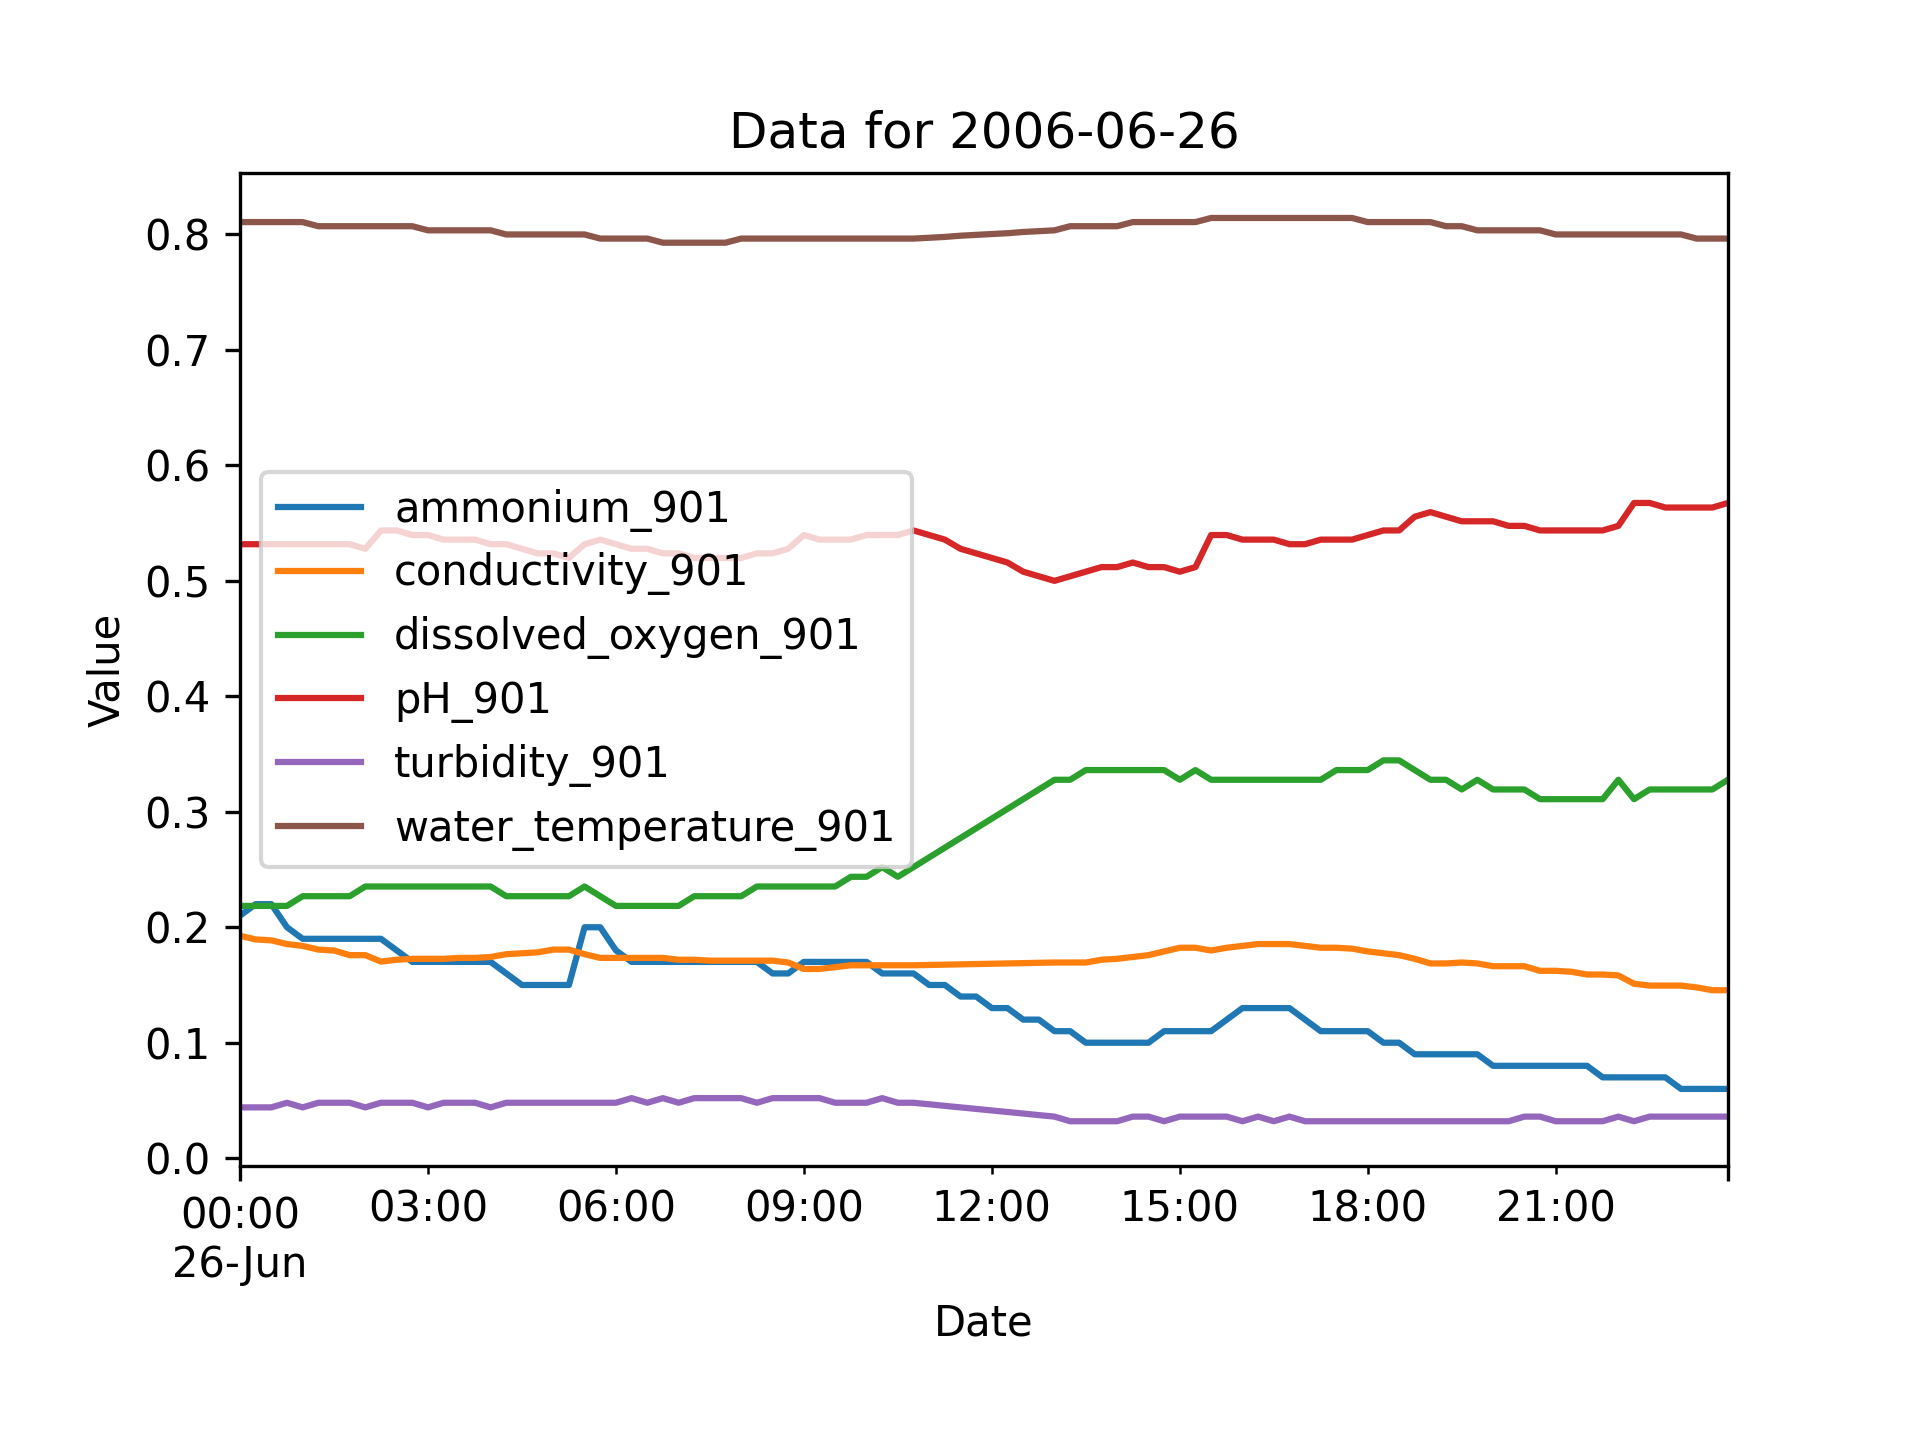 Data for 2006-06-26
0.8
0.7
0.6
0.5
0.4
0.3
0.2
0.1
0.0
Value
ammonium_901
conductivity_901
dissolved_oxygen_901
pH_901
turbidity_901
water_temperature_901
00:00 03:00 06:00 09:00 12:00 15:00 18:00 21:00
26-Jun
Date